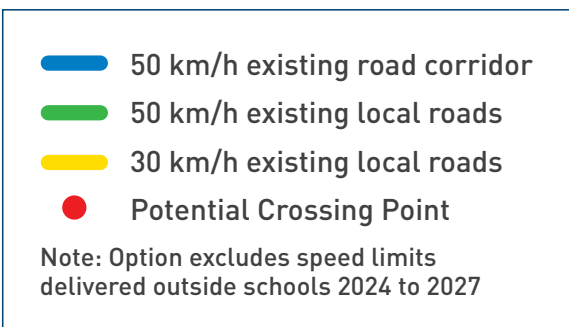 50 km/h existing road corridor
50 km/h existing local roads
30 km/h existing local roads
Potential Crossing Point
Note: Option excludes speed limits
delivered outside schools 2024 to 2027